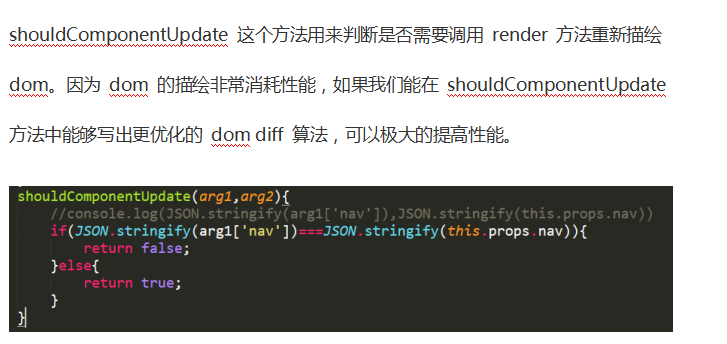 shouldComponentUpdate 这个方法用来判断是否需要调用 render 方法重新描绘
dom。因为 dom 的描绘非常消耗性能，如果我们能在 shouldComponentUpdate
方法中能够写出更优化的 dom diff 算法，可以极大的提高性能。
shouldComponentUpdate(arg1,arg2){
    //console.log(JSON.stringify(arg1['nav']),JSON.stringify(this.props.nav))
    if(JSON.stringify(arg1['nav'])===JSON.stringify(this.props.nav)){
        return false;
    }else{
        return true;
    }
}